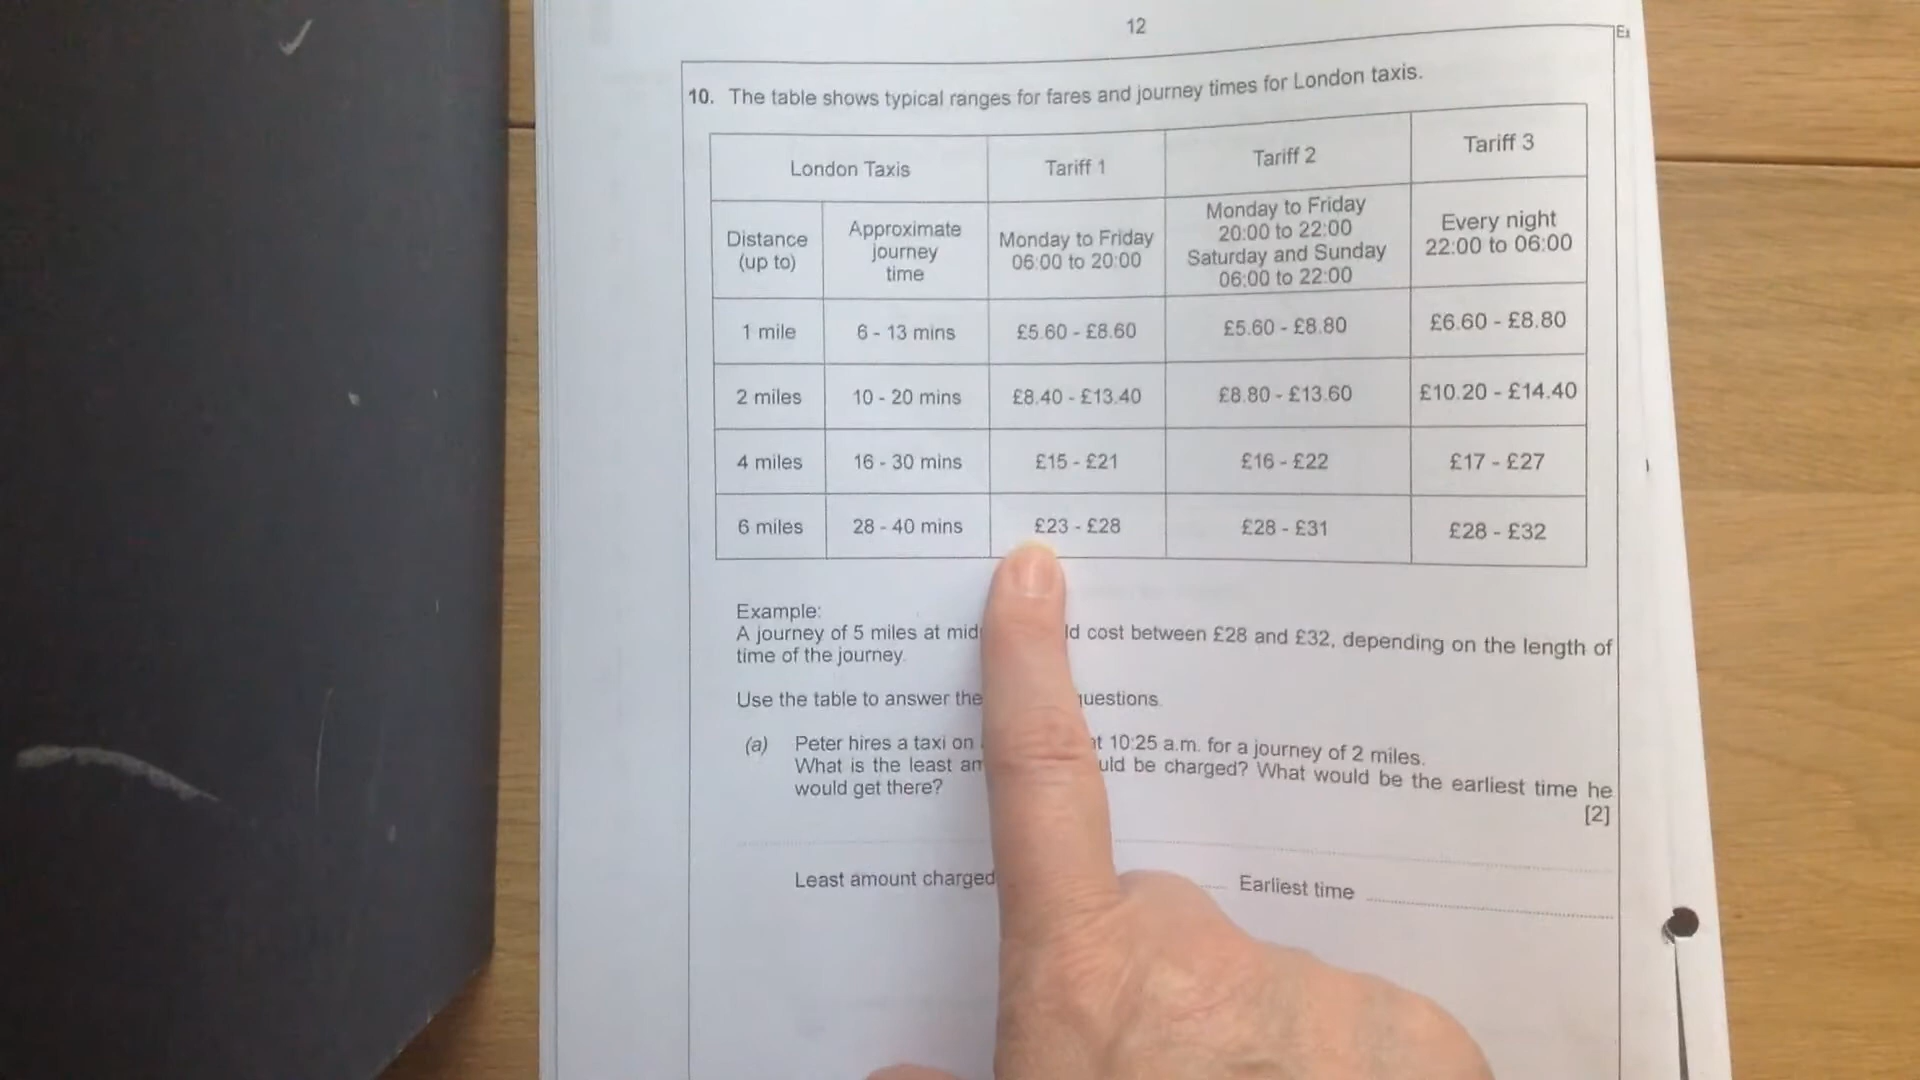 12
10. The table shows typical ranges for fares and journey times for London taxis.
London Taxis
Tariff 1
Tariff 2
Tariff 3
Distance
(up to)
Approximate
journey
time
Monday to Friday
06:00 to 20:00
Monday to Friday
20:00 to 22:00
Saturday and Sunday
06:00 to 22:00
Every night
22:00 to 06:00
1 mile
6 - 13 mins
£5.60 - £8.60
£5.60 - £8.80
£6.60 - £8.80
2 miles
10 - 20 mins
£8.40 - £13.40
£8.80 - £13.60
£10.20 - £14.40
4 miles
16 - 30 mins
£15 - £21
£16 - £22
£17 - £27
6 miles
28 - 40 mins
£23 - £28
£28 - £31
£28 - £32
Example:
A journey of 5 miles at cost between £28 and £32, depending on the length of
time of the journey.
Use the table to answer the
(a) Peter hires a taxi on 10:25 a.m. for a journey of 2 miles.
What is the least be charged? What would be the earliest time he
would get there?
[2]
Least amount charged
Earliest time